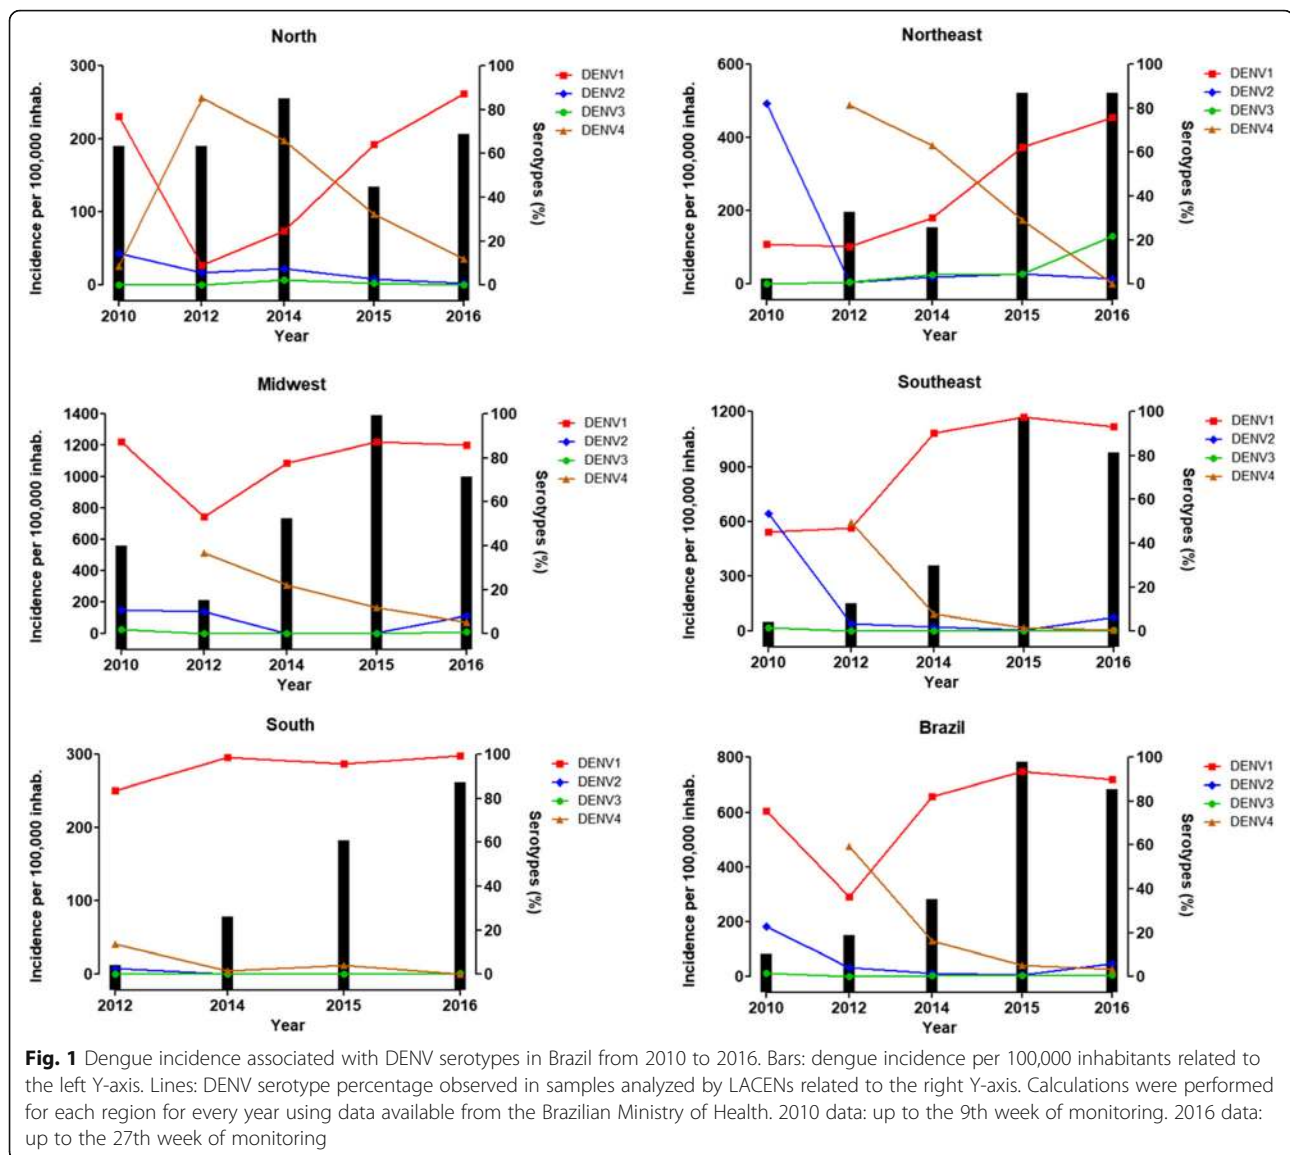 North
300
200
100
0
Incidence per 100,000 inhab.
100
80
60
40
20
0
Serotypes (%)
DENV1
DENV2
DENV3
DENV4
2010 2012 2014 2015 2016
Year
Northeast
600
400
200
0
Incidence per 100,000 inhab.
100
80
60
40
20
0
Serotypes (%)
DENV1
DENV2
DENV3
DENV4
2010 2012 2014 2015 2016
Year
Midwest
1400
1200
1000
800
600
400
200
0
Incidence per 100,000 inhab.
100
80
60
40
20
0
Serotypes (%)
DENV1
DENV2
DENV3
DENV4
2010 2012 2014 2015 2016
Year
Southeast
1200
900
600
300
0
Incidence per 100,000 inhab.
100
80
60
40
20
0
Serotypes (%)
DENV1
DENV2
DENV3
DENV4
2010 2012 2014 2015 2016
Year
South
300
200
100
0
Incidence per 100,000 inhab.
100
80
60
40
20
0
Serotypes (%)
DENV1
DENV2
DENV3
DENV4
2012 2014 2015 2016
Year
Brazil
800
600
400
200
0
Incidence per 100,000 inhab.
100
80
60
40
20
0
Serotypes (%)
DENV1
DENV2
DENV3
DENV4
2010 2012 2014 2015 2016
Year
Fig. 1 Dengue incidence associated with DENV serotypes in Brazil from 2010 to 2016. Bars: dengue incidence per 100,000 inhabitants related to
the left Y-axis. Lines: DENV serotype percentage observed in samples analyzed by LACENs related to the right Y-axis. Calculations were performed
for each region for every year using data available from the Brazilian Ministry of Health. 2010 data: up to the 9th week of monitoring. 2016 data:
up to the 27th week of monitoring